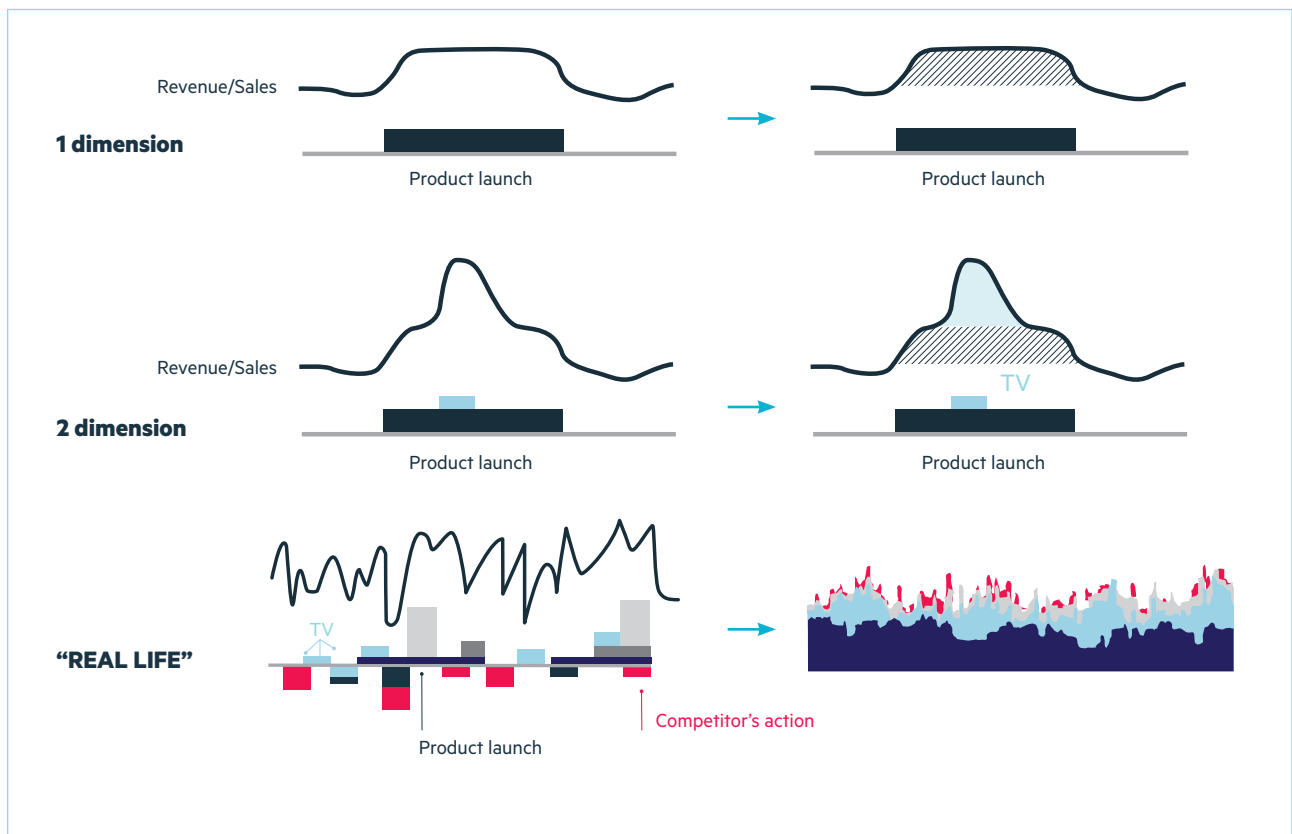 Revenue/Sales
1 dimension
Product launch
Product launch
Revenue/Sales
TV
2 dimension
Product launch
Product launch
TV
“REAL LIFE”
Competitor’s action
Product launch